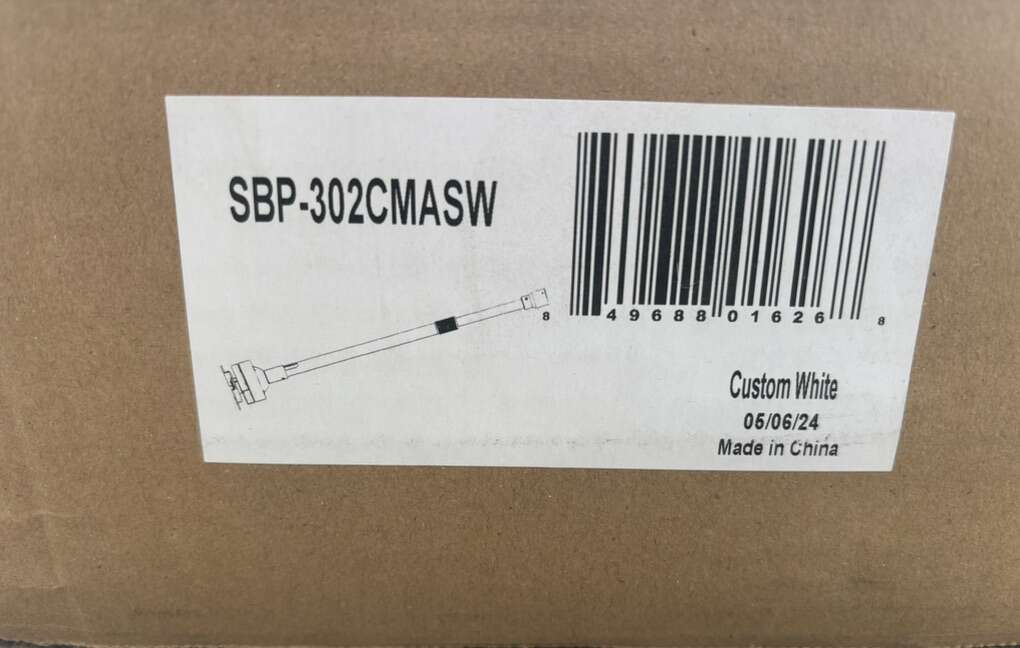 SBP-302CMASW
8 49688 01626 8
Custom White
05/06/24
Made in China